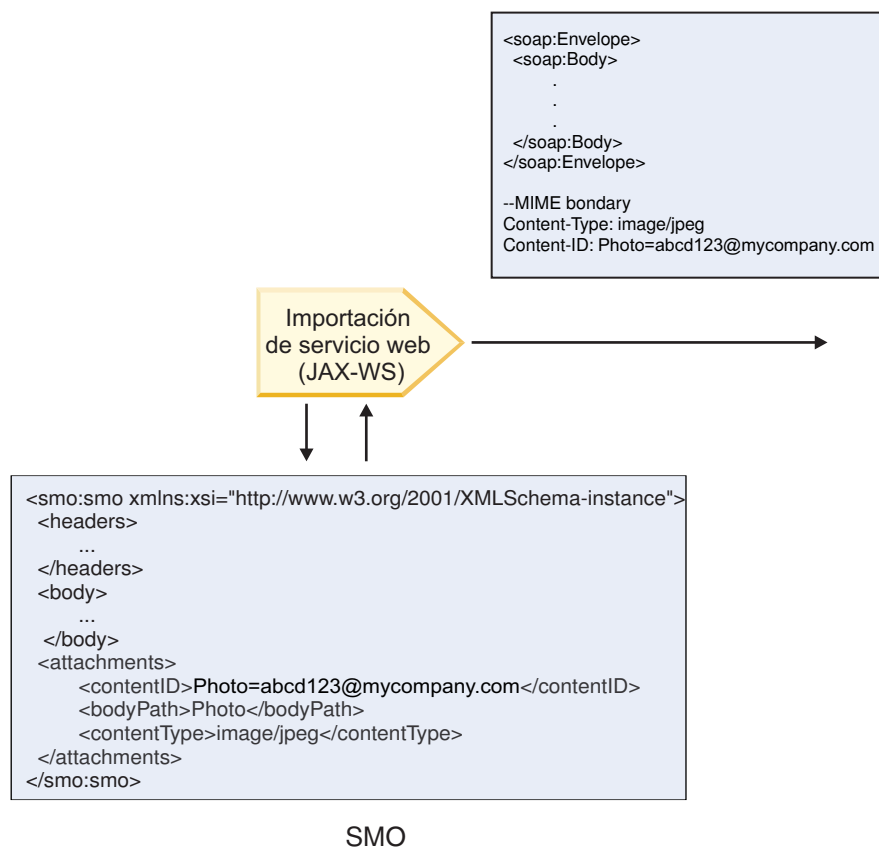 <soap:Envelope>
<soap:Body>
.
.
.
</soap:Body>
</soap:Envelope>
--MIME bondary
Content-Type: image/jpeg
Content-ID: Photo=abcd123@mycompany.com
Importación
de servicio web
(JAX-WS)
<smo:smo xmlns:xsi="http://www.w3.org/2001/XMLSchema-instance">
<headers>
...
</headers>
<body>
...
</body>
<attachments>
<contentID>Photo=abcd123@mycompany.com</contentID>
<bodyPath>Photo</bodyPath>
<contentType>image/jpeg</contentType>
</attachments>
</smo:smo>
SMO